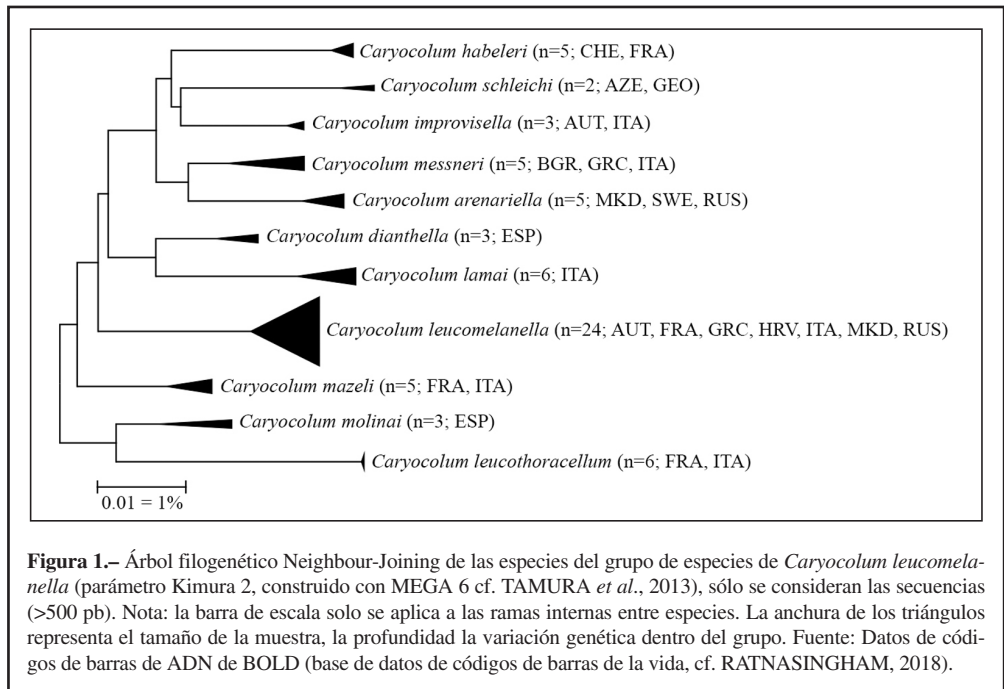 Caryocolum habeleri (n=5; CHE, FRA)
Caryocolum schleichi (n=2; AZE, GEO)
Caryocolum improvisella (n=3; AUT, ITA)
Caryocolum messneri (n=5; BGR, GRC, ITA)
Caryocolum arenariella (n=5; MKD, SWE, RUS)
Caryocolum dianthella (n=3; ESP)
Caryocolum lamai (n=6; ITA)
Caryocolum leucomelanella (n=24; AUT, FRA, GRC, HRV, ITA, MKD, RUS)
Caryocolum mazeli (n=5; FRA, ITA)
Caryocolum molinai (n=3; ESP)
Caryocolum leucothoracellum (n=6; FRA, ITA)
0.01 = 1%
Figura 1.– Árbol filogenético Neighbour-Joining de las especies del grupo de especies de Caryocolum leucomela-
nella (parámetro Kimura 2, construido con MEGA 6 cf. TAMURA et al., 2013), sólo se consideran las secuencias
(>500 pb). Nota: la barra de escala solo se aplica a las ramas internas entre especies. La anchura de los triángulos
representa el tamaño de la muestra, la profundidad la variación genética dentro del grupo. Fuente: Datos de códi-
gos de barras de ADN de BOLD (base de datos de códigos de barras de la vida, cf. RATNASINGHAM, 2018).